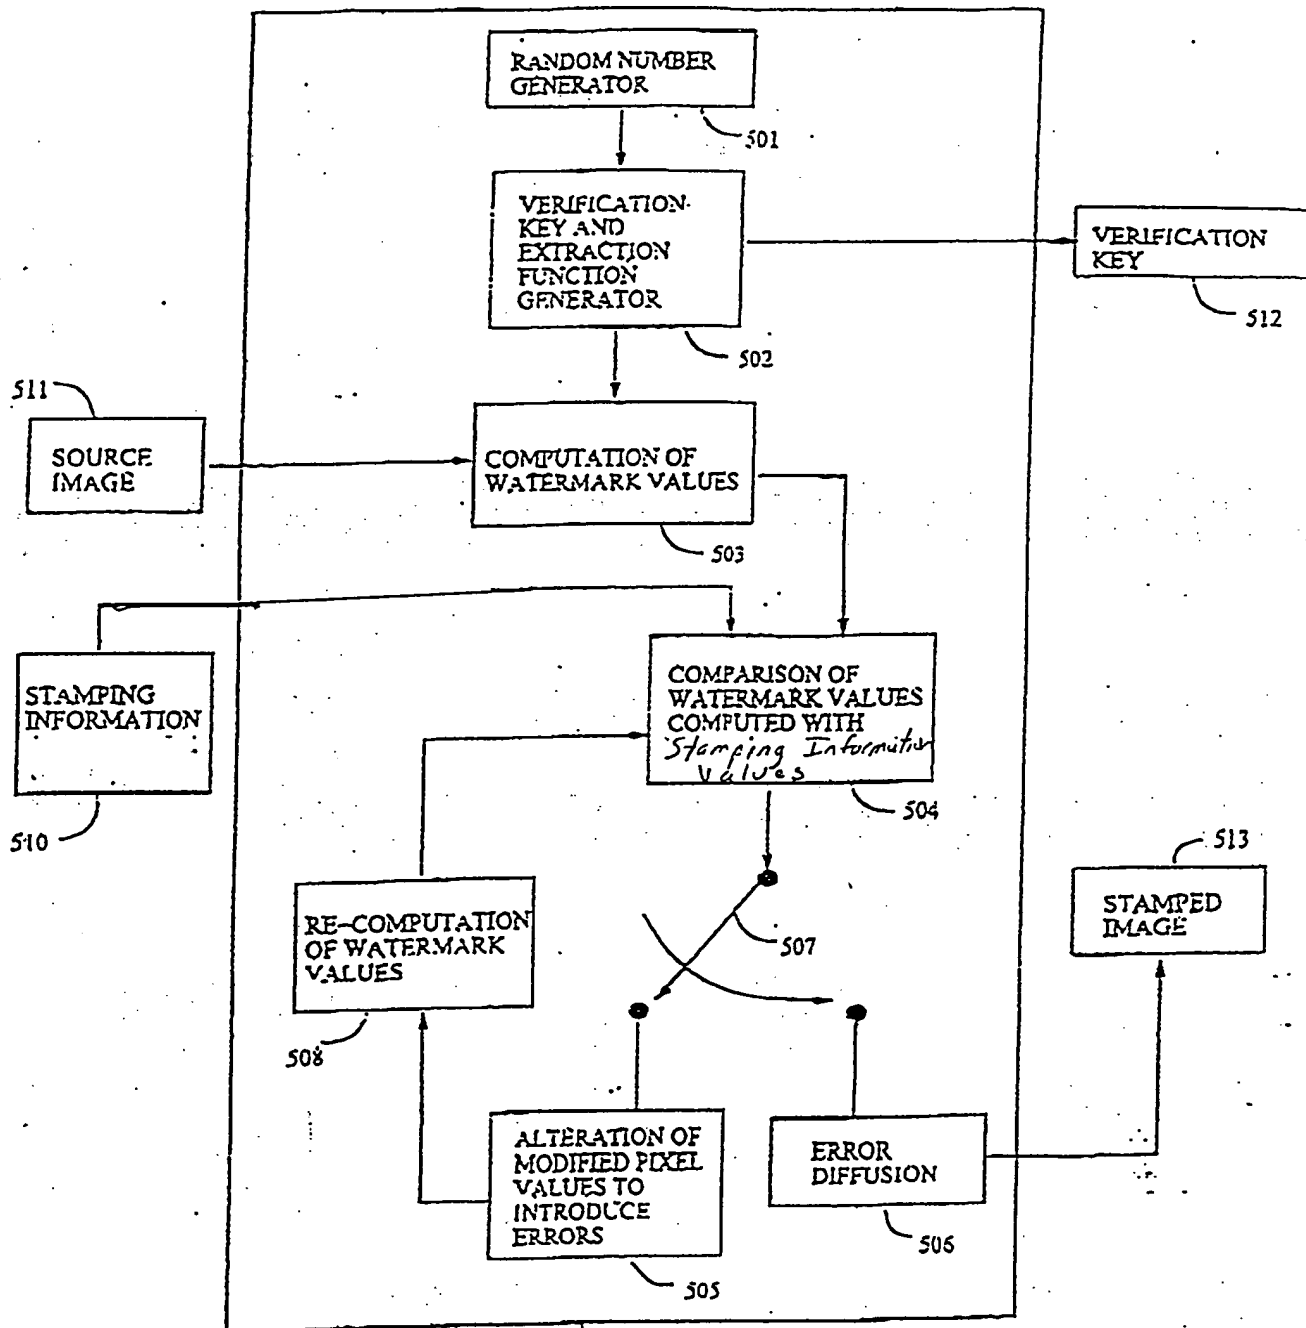 RANDOM NUMBER
GENERATOR
501
VERIFICATION-
KEY AND
EXTRACTION
FUNCTION
GENERATOR
502
VERIFICATION
KEY
512
511
SOURCE
IMAGE
COMPUTATION OF
WATERMARK VALUES
503
STAMPING
INFORMATION
510
COMPARISON OF
WATERMARK VALUES
COMPUTED WITH
Stamping Information
Values
504
513
STAMPED
IMAGE
RE-COMPUTATION
OF WATERMARK
VALUES
508
507
ALTERATION OF
MODIFIED PIXEL
VALUES TO
INTRODUCE
ERRORS
505
ERROR
DIFFUSION
506